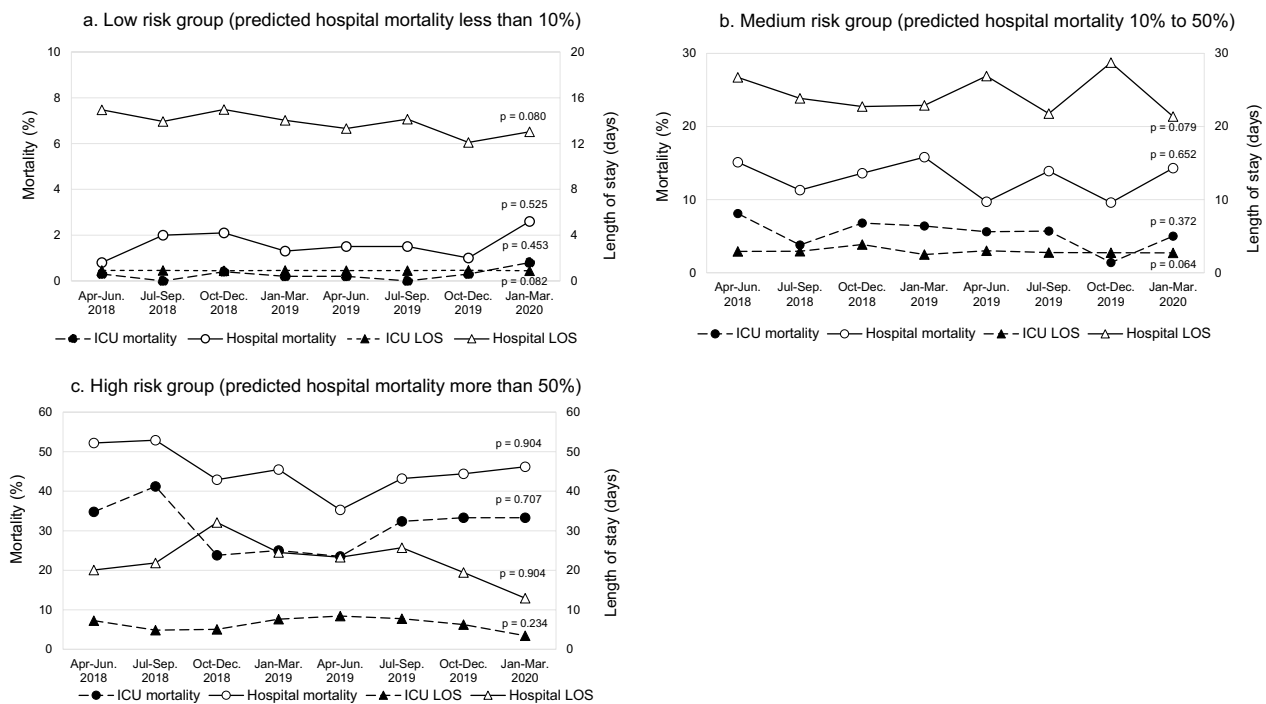 a. Low risk group (predicted hospital mortality less than 10%)
10
8
6
4
2
0
Mortality (%)
20
16
12
8
4
0
Length of stay (days)
p = 0.080
p = 0.525
p = 0.453
p = 0.082
Apr-Jun. Jul-Sep. Oct-Dec. Jan-Mar. Apr-Jun. Jul-Sep. Oct-Dec. Jan-Mar.
2018 2018 2018 2019 2019 2019 2019 2020
ICU mortality Hospital mortality ICU LOS Hospital LOS
b. Medium risk group (predicted hospital mortality 10% to 50%)
30
20
10
0
Mortality (%)
30
20
10
0
Length of stay (days)
p = 0.079
p = 0.652
p = 0.372
p = 0.064
Apr-Jun. Jul-Sep. Oct-Dec. Jan-Mar. Apr-Jun. Jul-Sep. Oct-Dec. Jan-Mar.
2018 2018 2018 2019 2019 2019 2019 2020
ICU mortality Hospital mortality ICU LOS Hospital LOS
c. High risk group (predicted hospital mortality more than 50%)
60
50
40
30
20
10
0
Mortality (%)
60
50
40
30
20
10
0
Length of stay (days)
p = 0.904
p = 0.707
p = 0.904
p = 0.234
Apr-Jun. Jul-Sep. Oct-Dec. Jan-Mar. Apr-Jun. Jul-Sep. Oct-Dec. Jan-Mar.
2018 2018 2018 2019 2019 2019 2019 2020
ICU mortality Hospital mortality ICU LOS Hospital LOS